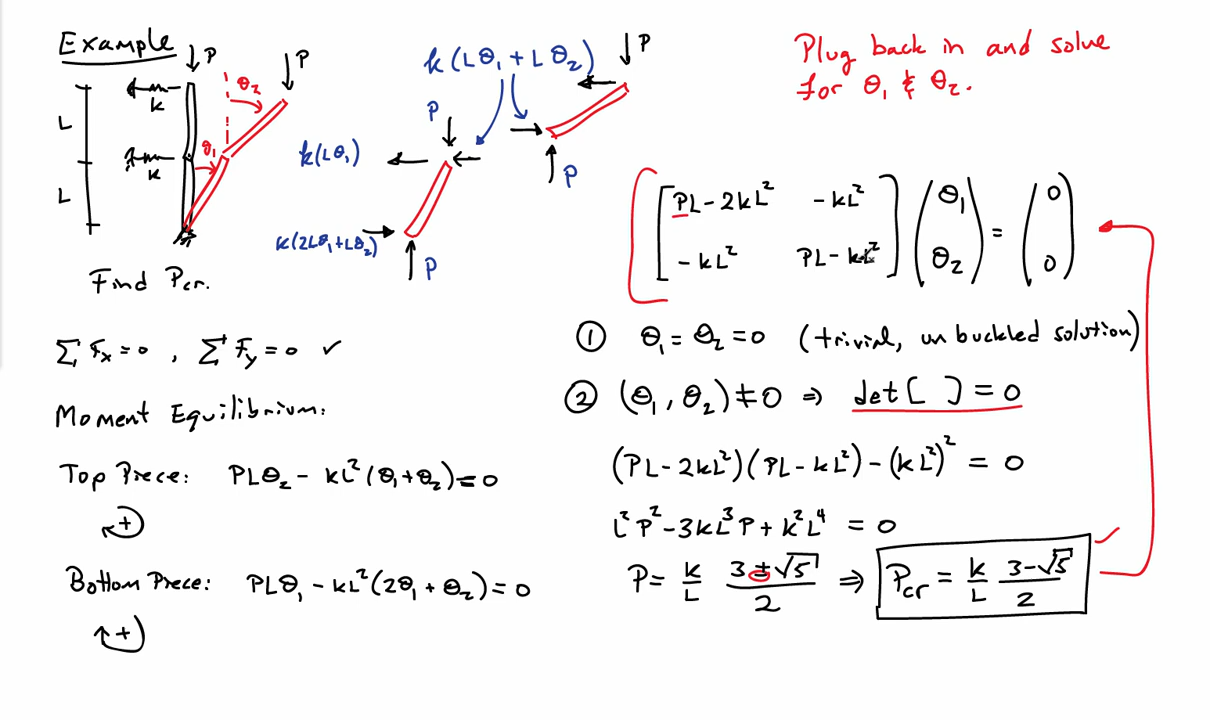 Example
P
P
θ₂
k
L
θ₁
k
L
Find Pcr.
k(Lθ₁+Lθ₂)
P
P
k(Lθ₁)
P
k(2Lθ₁+Lθ₂)
P
ΣFx=0 , ΣFy=0 ✓
Moment Equilibrium:
Top Piece: PLθ₂ - kL²(θ₁+θ₂)=0
+
Bottom Piece: PLθ₁ - kL²(2θ₁+θ₂)=0
+
Plug back in and solve
for θ₁ & θ₂.
[PL-2kL² -kL²] (θ₁) = (0)
[-kL² PL-kL²] (θ₂) (0)
① θ₁=θ₂=0 (trivial, unbuckled solution)
② (θ₁,θ₂)≠0 ⇒ det[ ]=0
(PL-2kL²)(PL-kL²)-(kL²)² = 0
L²P²-3kL³P+k²L⁴ = 0
P= k/L (3±√5)/2 ⇒ Pcr = k/L (3-√5)/2 ✓